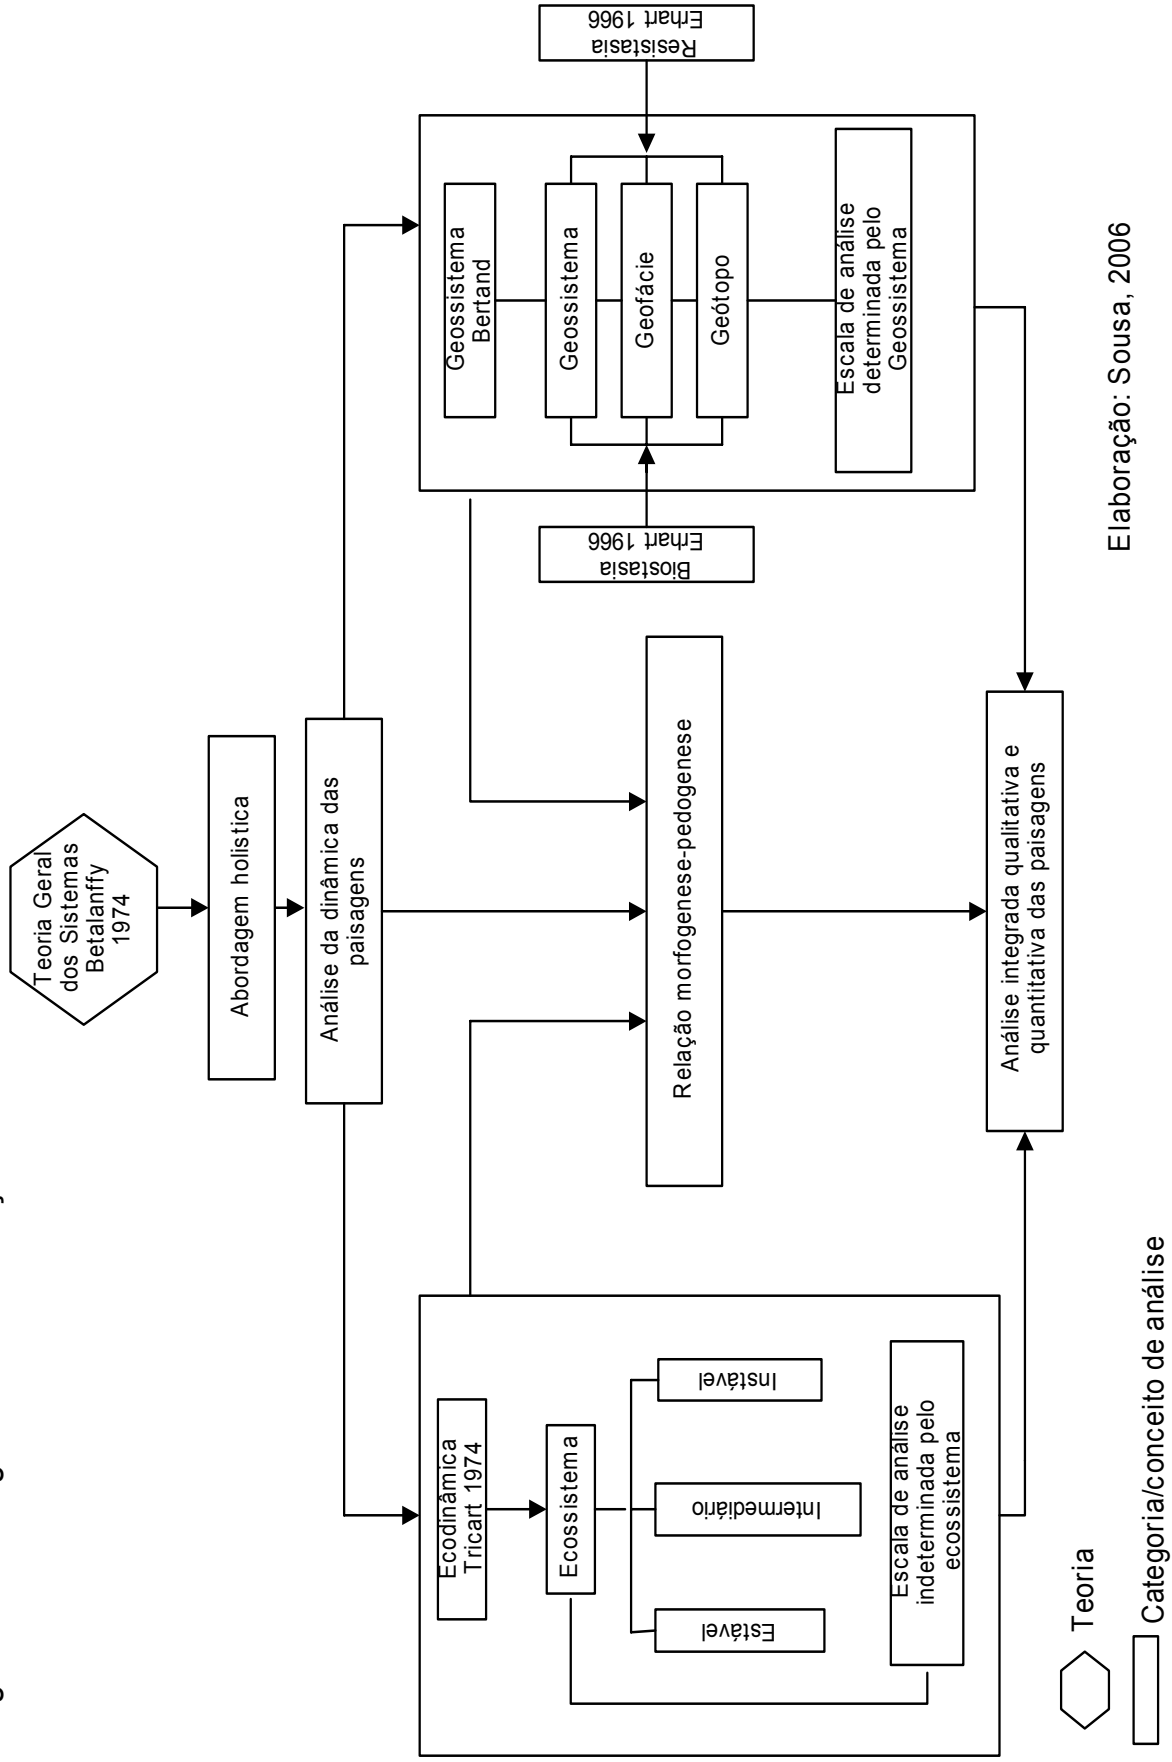 Teoria Geral
dos Sistemas
Betalanffy
1974
Abordagem holistica
Análise da dinâmica das
paisagens
Ecodinâmica
Tricart 1974
Ecossistema
Estável
Intermediário
Instável
Escala de análise
indeterminada pelo
ecossistema
Relação morfogenese-pedogenese
Geossistema
Bertand
Geossistema
Geofácie
Geótopo
Escala de análise
determinada pelo
Geossistema
Biostasia
Erhart 1966
Resistasia
Erhart 1966
Análise integrada qualitativa e
quantitativa das paisagens
Teoria
Categoria/conceito de análise
Elaboração: Sousa, 2006